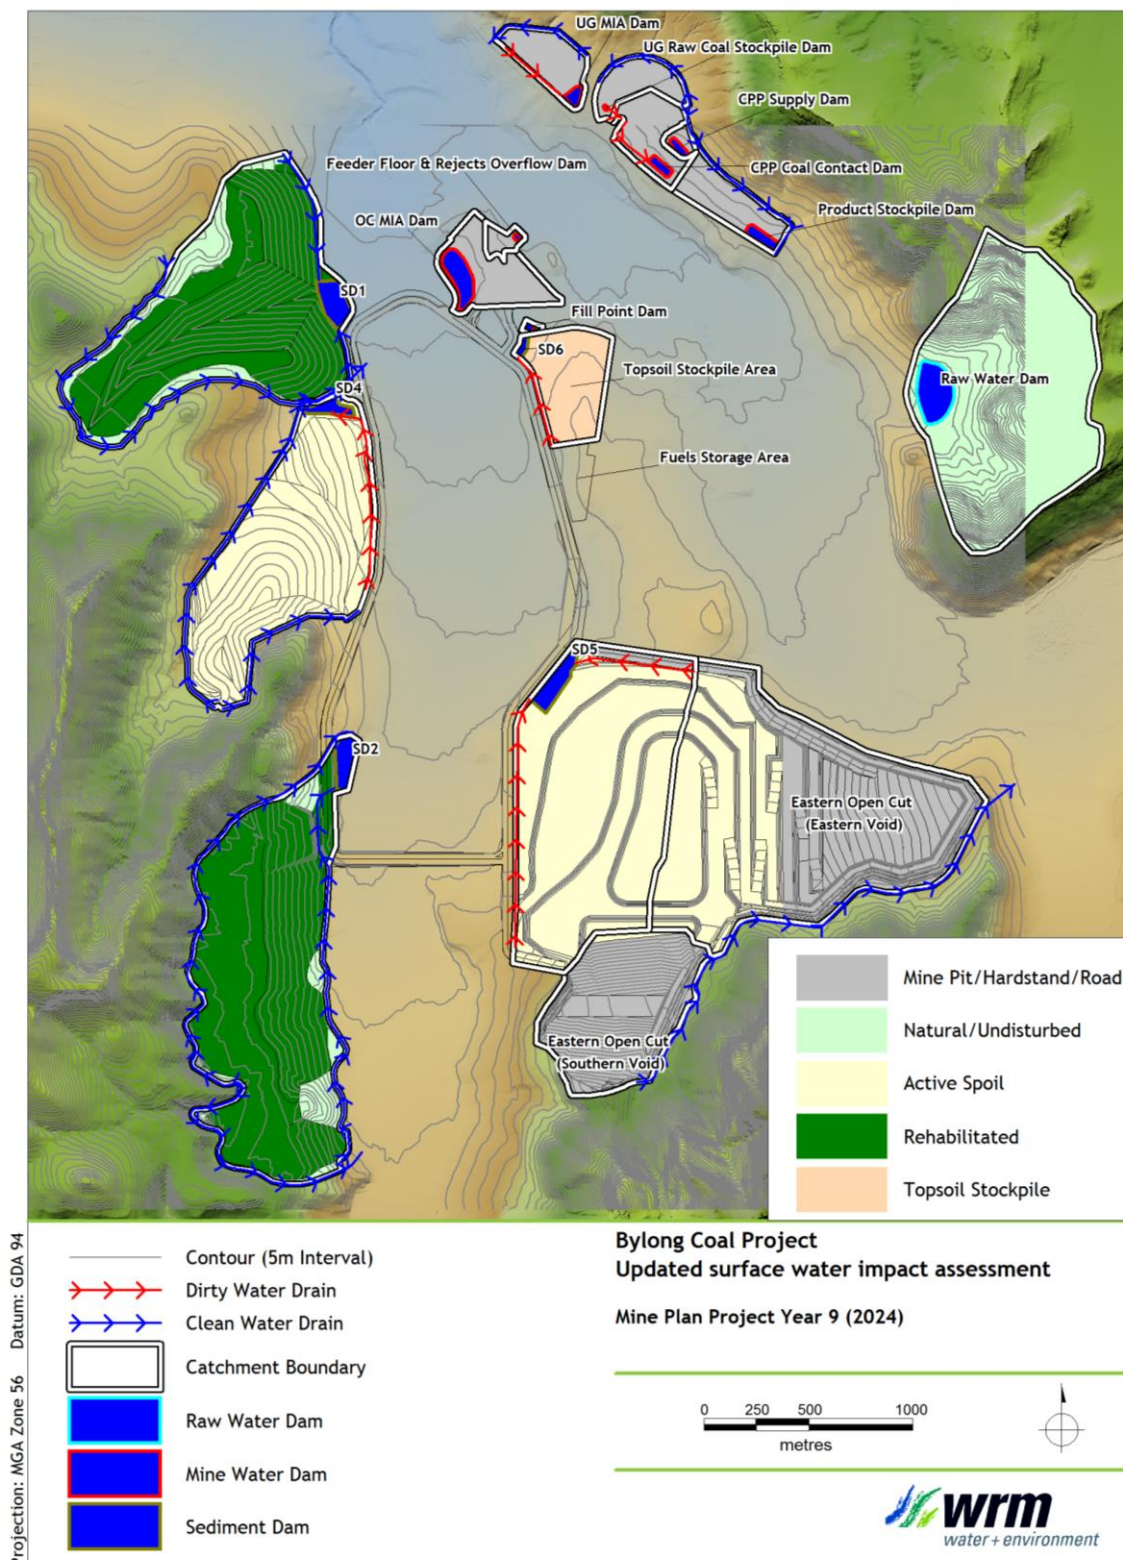 UG MIA Dam
UG Raw Coal Stockpile Dam
CPP Supply Dam
Feeder Floor & Rejects Overflow Dam
CPP Coal Contact Dam
OC MIA Dam
Product Stockpile Dam
SD1
Fill Point Dam
SD6
Topsoil Stockpile Area
Raw Water Dam
SD4
Fuels Storage Area
SD5
SD2
Eastern Open Cut
(Eastern Void)
Eastern Open Cut
(Southern Void)
Mine Pit/Hardstand/Road
Natural/Undisturbed
Active Spoil
Rehabilitated
Topsoil Stockpile
Projection: MGA Zone 56 Datum: GDA 94
Contour (5m Interval)
Dirty Water Drain
Clean Water Drain
Catchment Boundary
Raw Water Dam
Mine Water Dam
Sediment Dam
Bylong Coal Project
Updated surface water impact assessment
Mine Plan Project Year 9 (2024)
0 250 500 1000
metres
wrm
water+environment